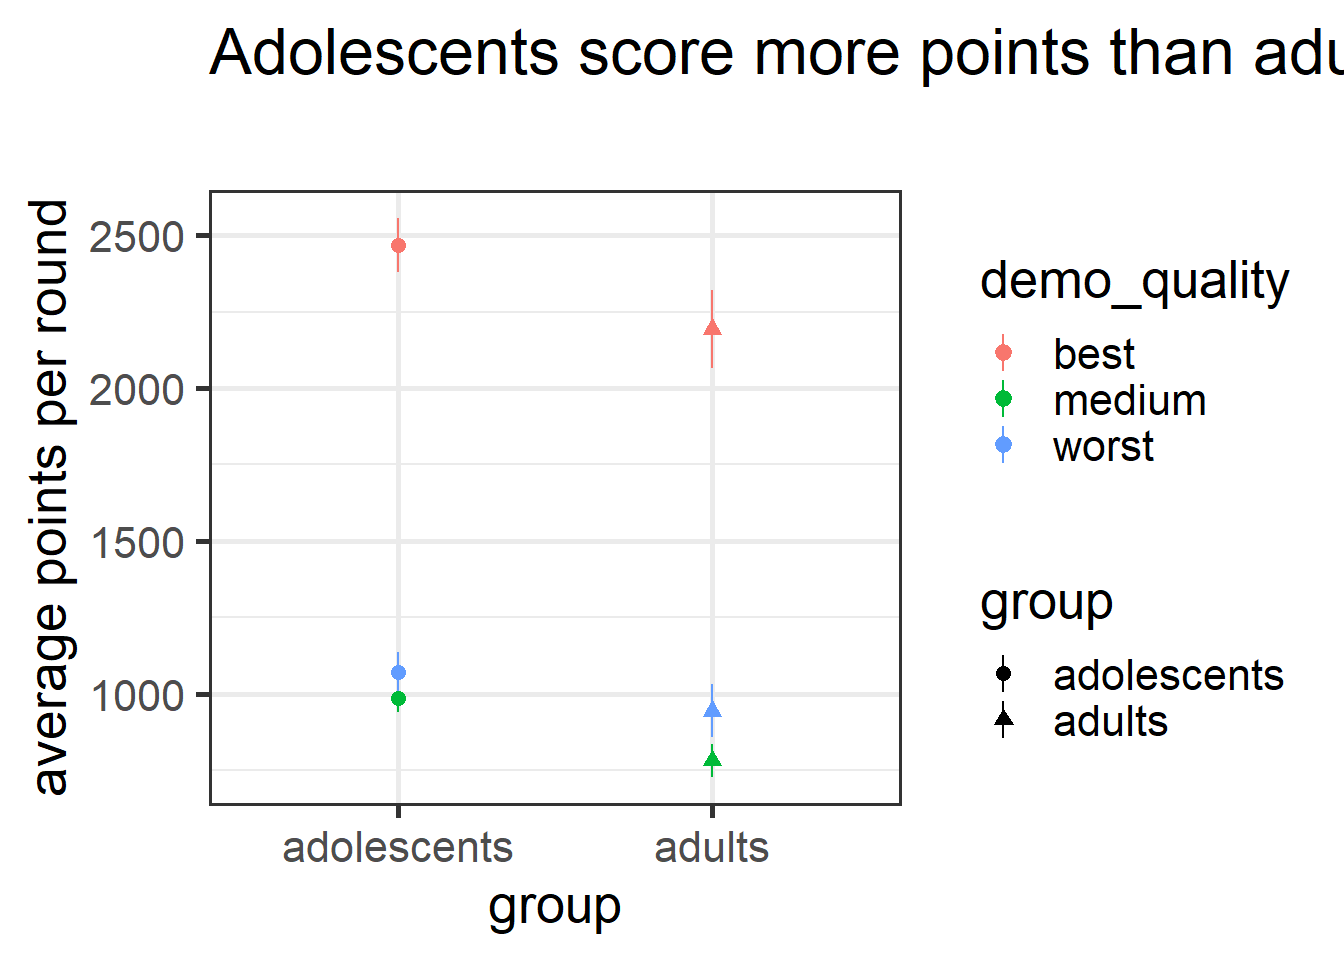 Adolescents score more points than adu
average points per round
2500
2000
1500
1000
adolescents
adults
group
demo_quality
best
medium
worst
group
adolescents
adults